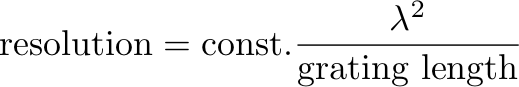 resolution = const. λ² / grating length